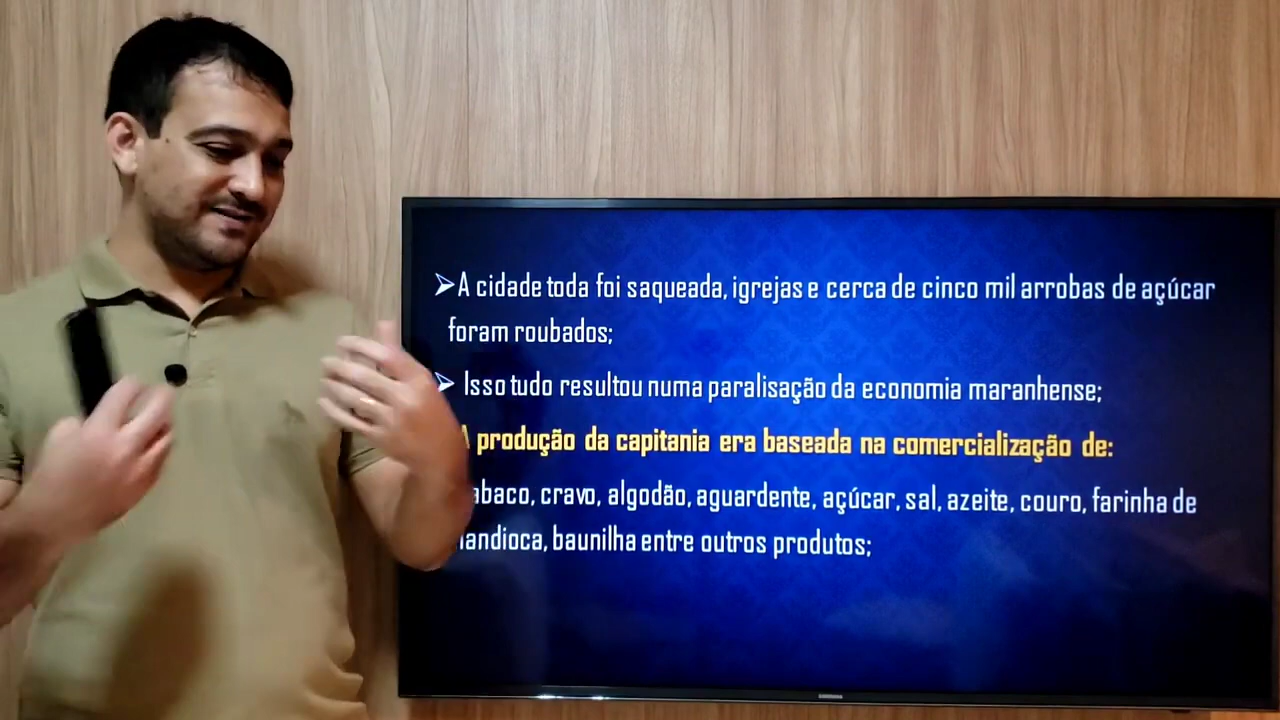 ➢A cidade toda foi saqueada, igrejas e cerca de cinco mil arrobas de açúcar
foram roubados;
➢ Isso tudo resultou numa paralisação da economia maranhense;
A produção da capitania era baseada na comercialização de:
abaco, cravo, algodão, aguardente, açúcar, sal, azeite, couro, farinha de
andioca, baunilha entre outros produtos;